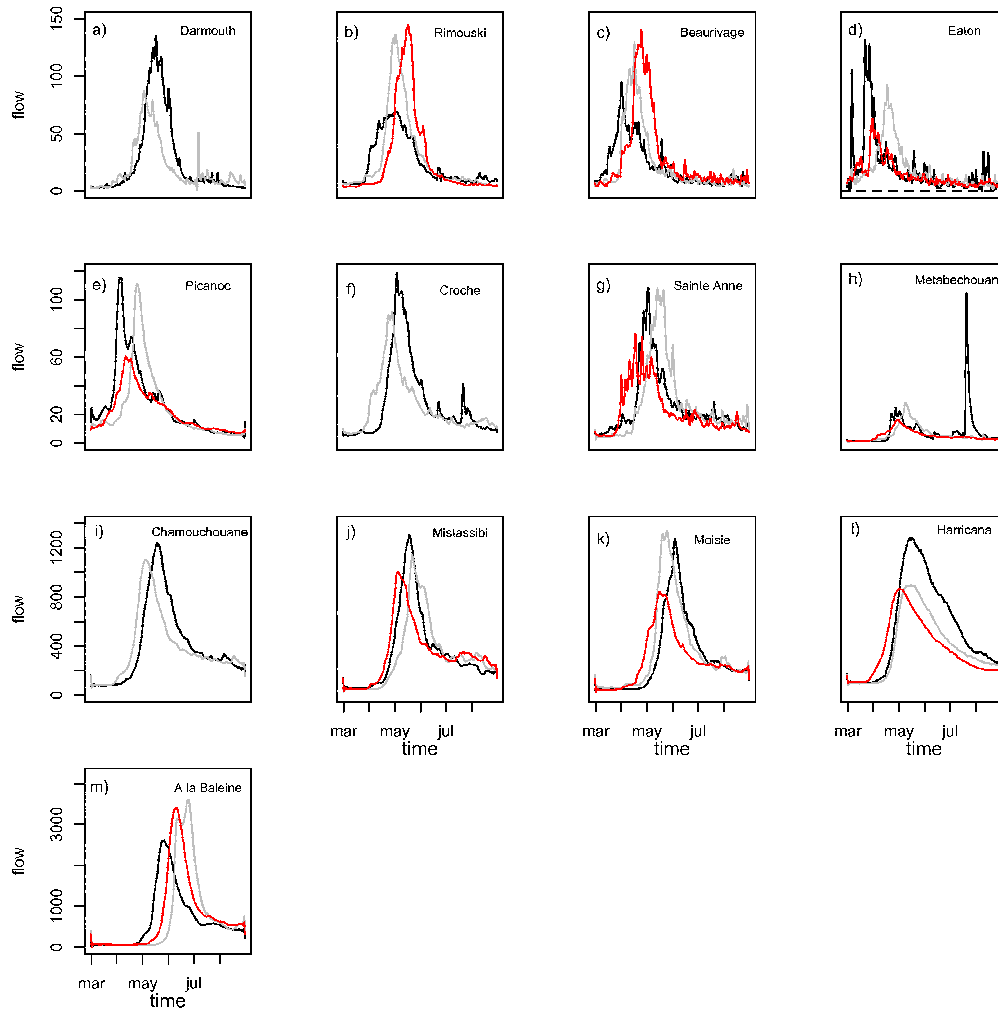 a) Darmouth
b) Rimouski
c) Beaurivage
d) Eaton
flow
0 50 100 150
e) Picanoc
f) Croche
g) Sainte Anne
h) Metabechouan
flow
0 20 60 100
i) Chamouchouane
j) Mistassibi
k) Moisie
l) Harricana
flow
0 400 800 1200
mar may jul
time
mar may jul
time
mar may jul
time
m) A la Baleine
flow
0 1000 3000
mar may jul
time